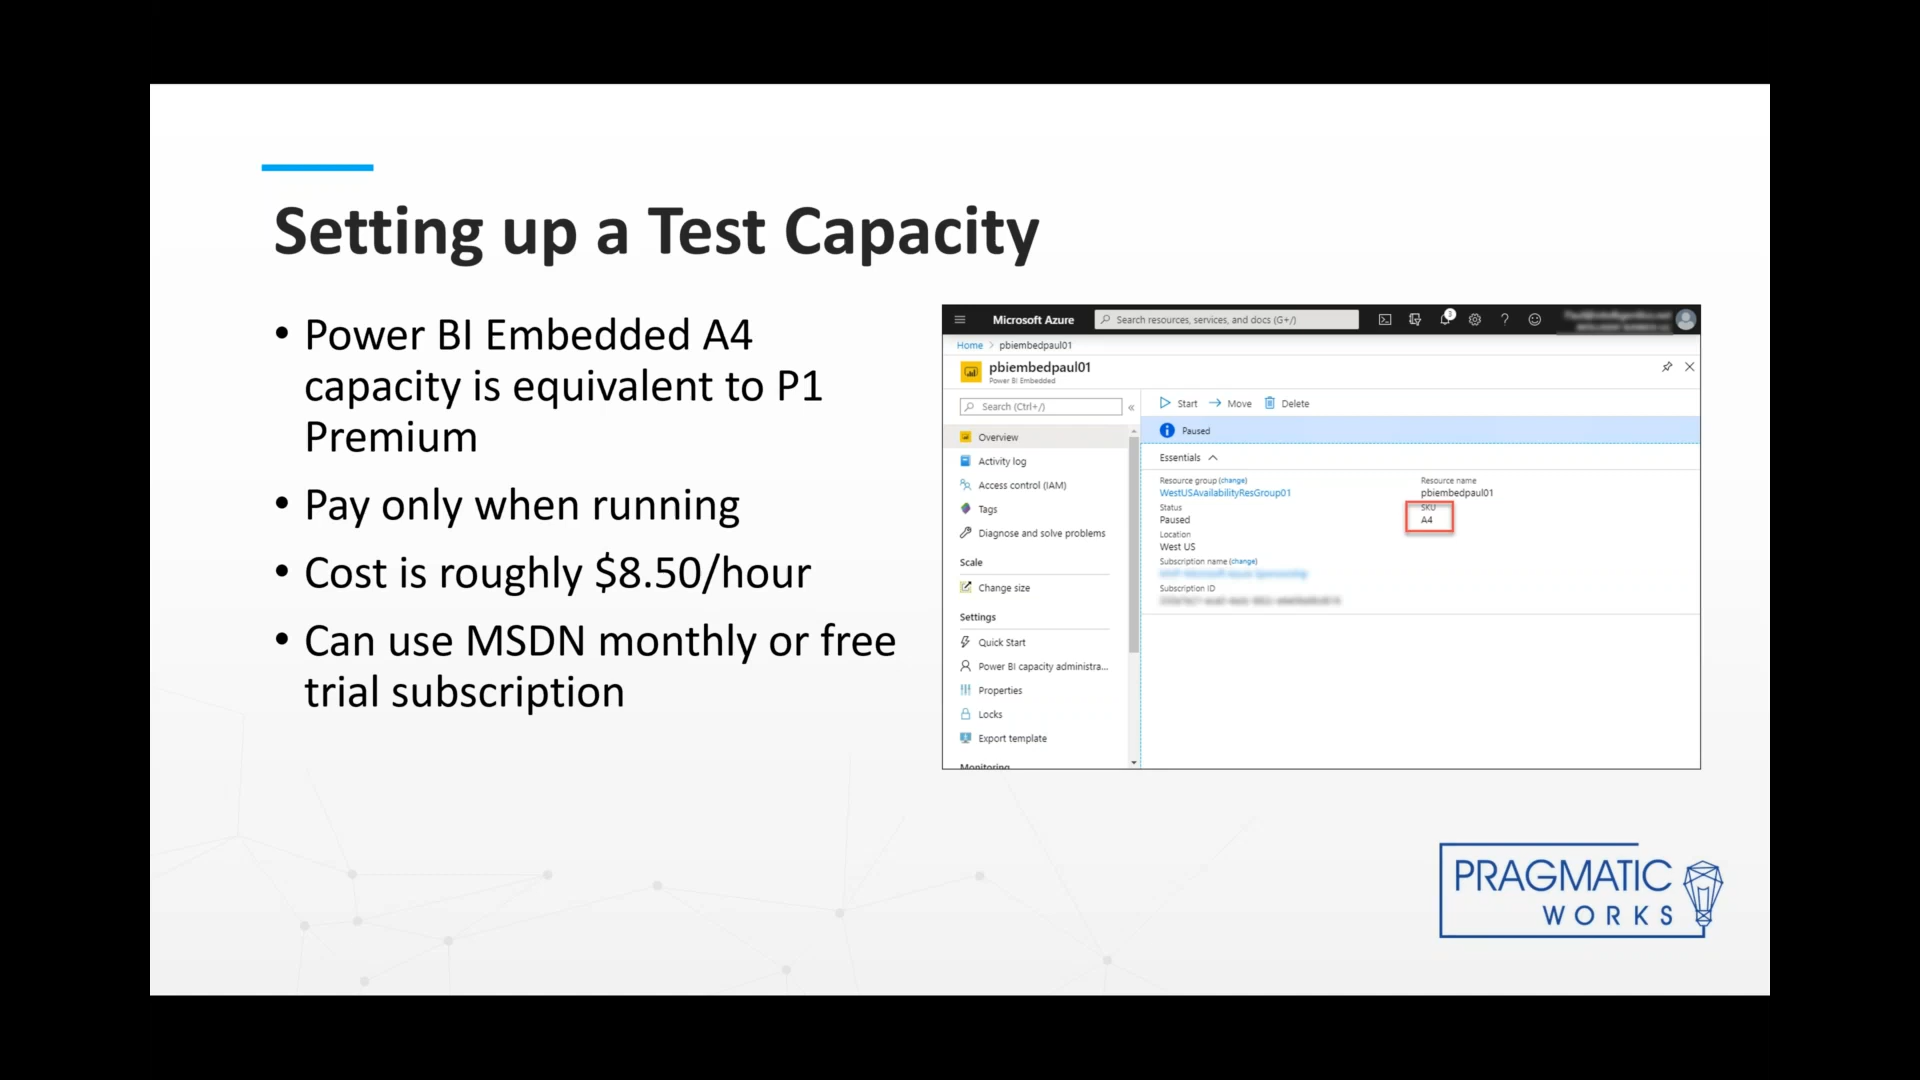 Setting up a Test Capacity
• Power BI Embedded A4
capacity is equivalent to P1
Premium
• Pay only when running
• Cost is roughly $8.50/hour
• Can use MSDN monthly or free
trial subscription
Microsoft Azure
Search resources, services, and docs (G+/)
Home > pbiembedpaul01
pbiembedpaul01
Power BI Embedded
Search (Ctrl+/)
«
Overview
Activity log
Access control (IAM)
Tags
Diagnose and solve problems
Scale
Change size
Settings
Quick Start
Power BI capacity administra...
Properties
Locks
Export template
Monitoring
Start Move Delete
Paused
Essentials
Resource group (change)
WestUSAvailabilityResGroup01
Status
Paused
Location
West US
Subscription name (change)
Subscription ID
Resource name
pbiembedpaul01
SKU
A4
PRAGMATIC
WORKS